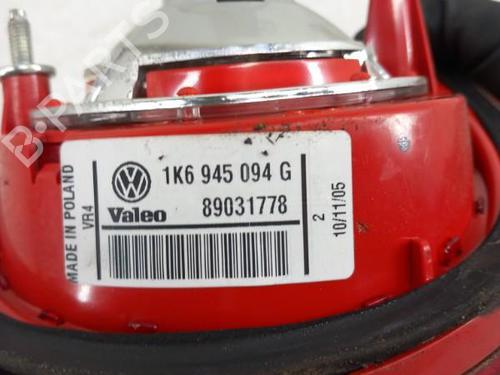 B-PARTS
MADE IN POLAND
VR4
1K6 945 094 G
Valeo
89031778
2
10/11/05